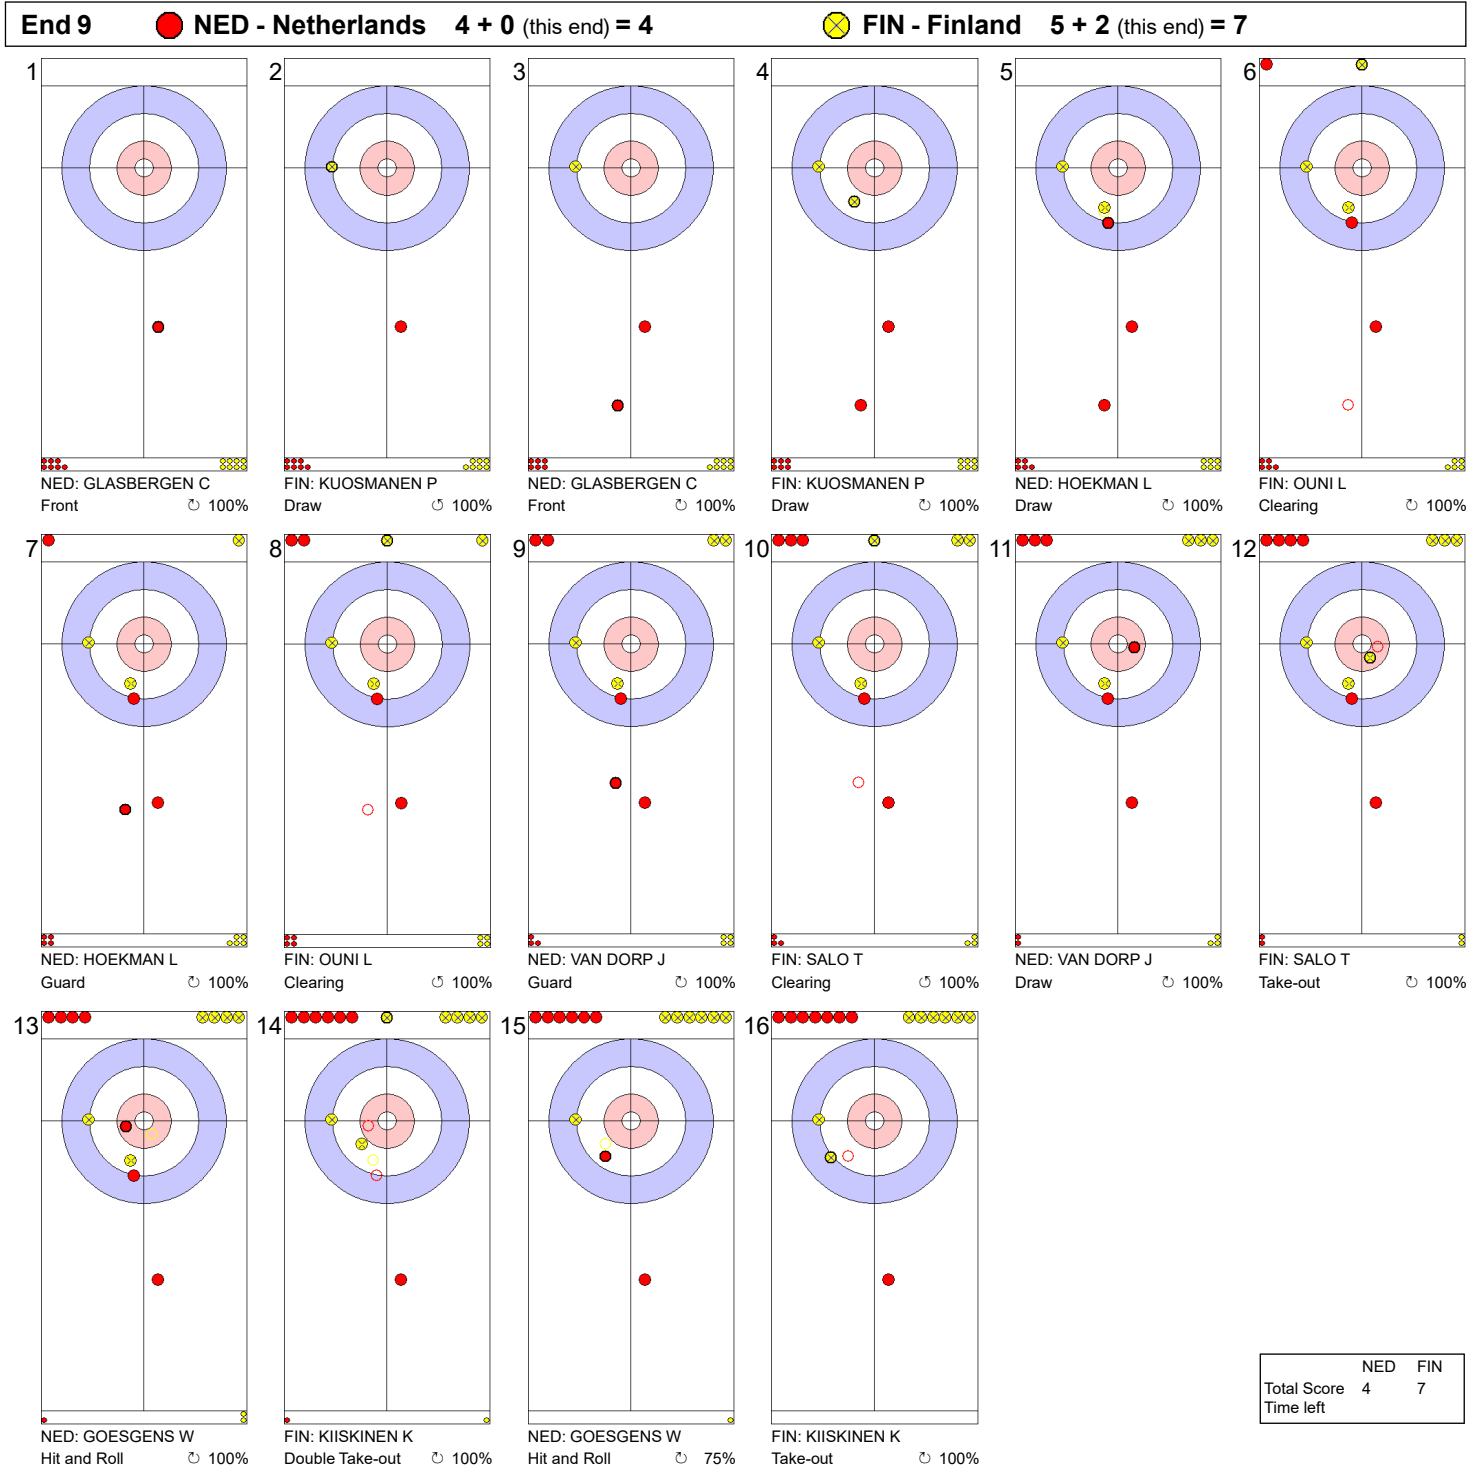 End 9 NED - Netherlands 4 + 0 (this end) = 4 FIN - Finland 5 + 2 (this end) = 7
1 2 3 4 5 6
NED: GLASBERGEN C FIN: KUOSMANEN P NED: GLASBERGEN C FIN: KUOSMANEN P NED: HOEKMAN L FIN: OUNI L
Front ↻ 100% Draw ↻ 100% Front ↻ 100% Draw ↻ 100% Draw ↺ 100% Clearing ↻ 100%
7 8 9 10 11 12
NED: HOEKMAN L FIN: OUNI L NED: VAN DORP J FIN: SALO T NED: VAN DORP J FIN: SALO T
Guard ↻ 100% Clearing ↺ 100% Guard ↻ 100% Clearing ↺ 100% Draw ↺ 100% Take-out ↻ 100%
13 14 15 16
NED: GOESGENS W FIN: KIISKINEN K NED: GOESGENS W FIN: KIISKINEN K
Hit and Roll ↻ 100% Double Take-out ↻ 100% Hit and Roll ↻ 75% Take-out ↻ 100%
NED FIN
Total Score 4 7
Time left